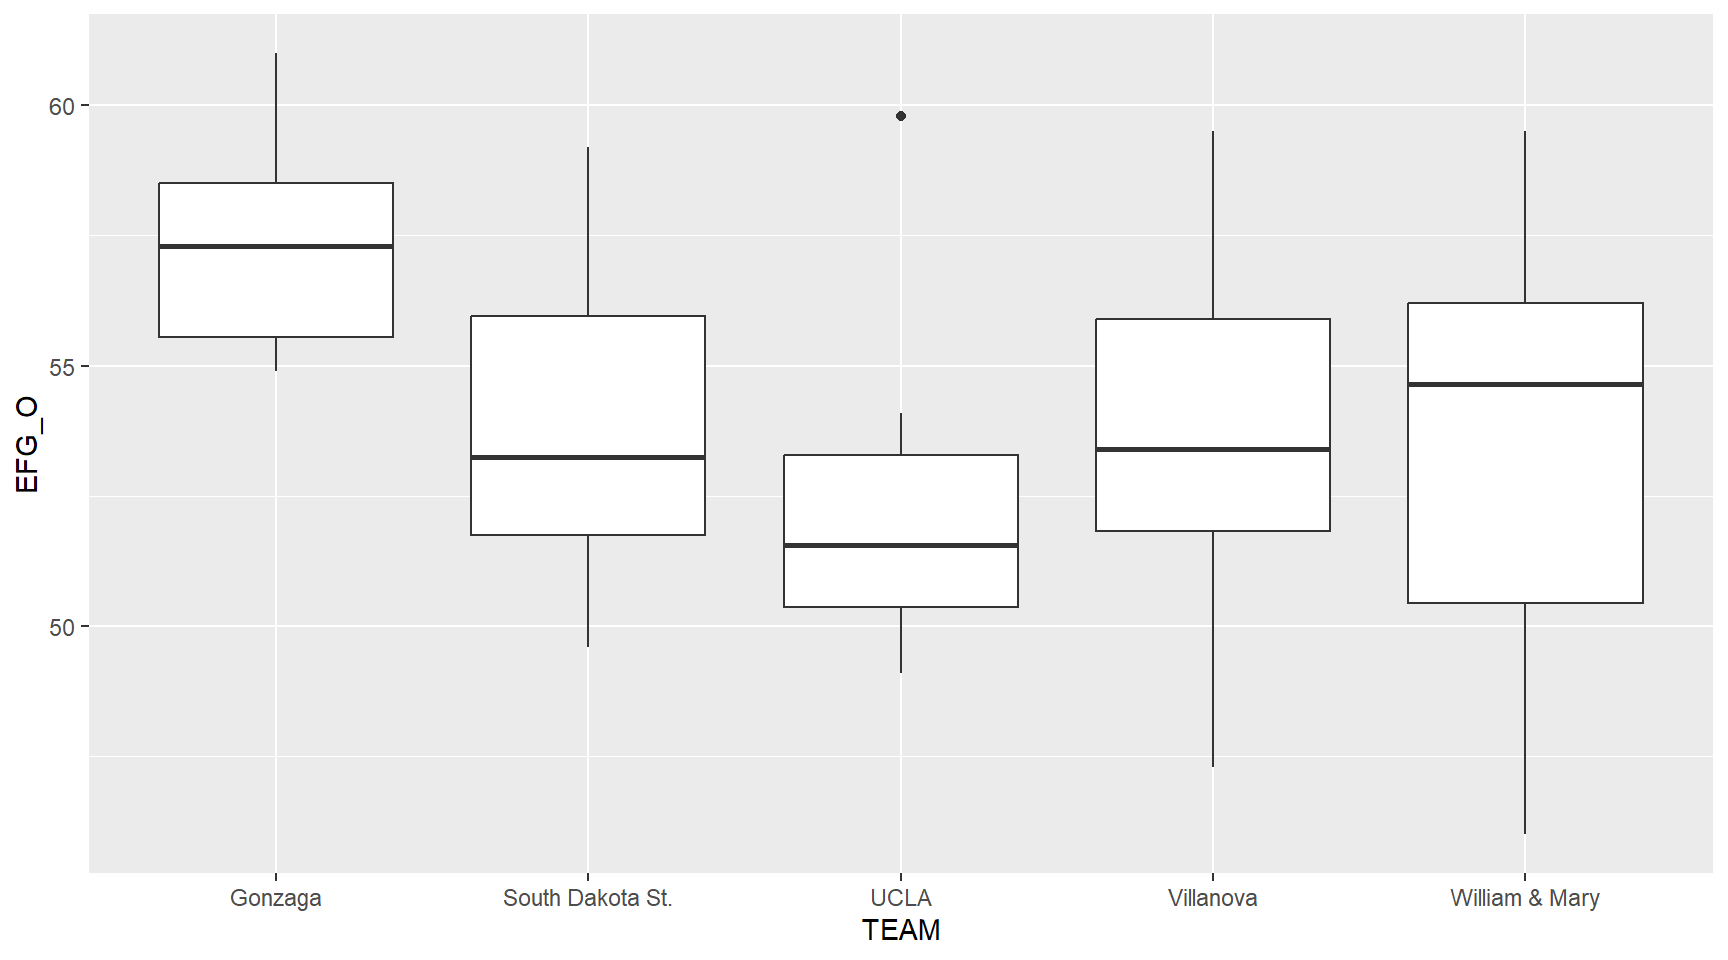 60
55
50
EFG_O
Gonzaga
South Dakota St.
UCLA
Villanova
William & Mary
TEAM